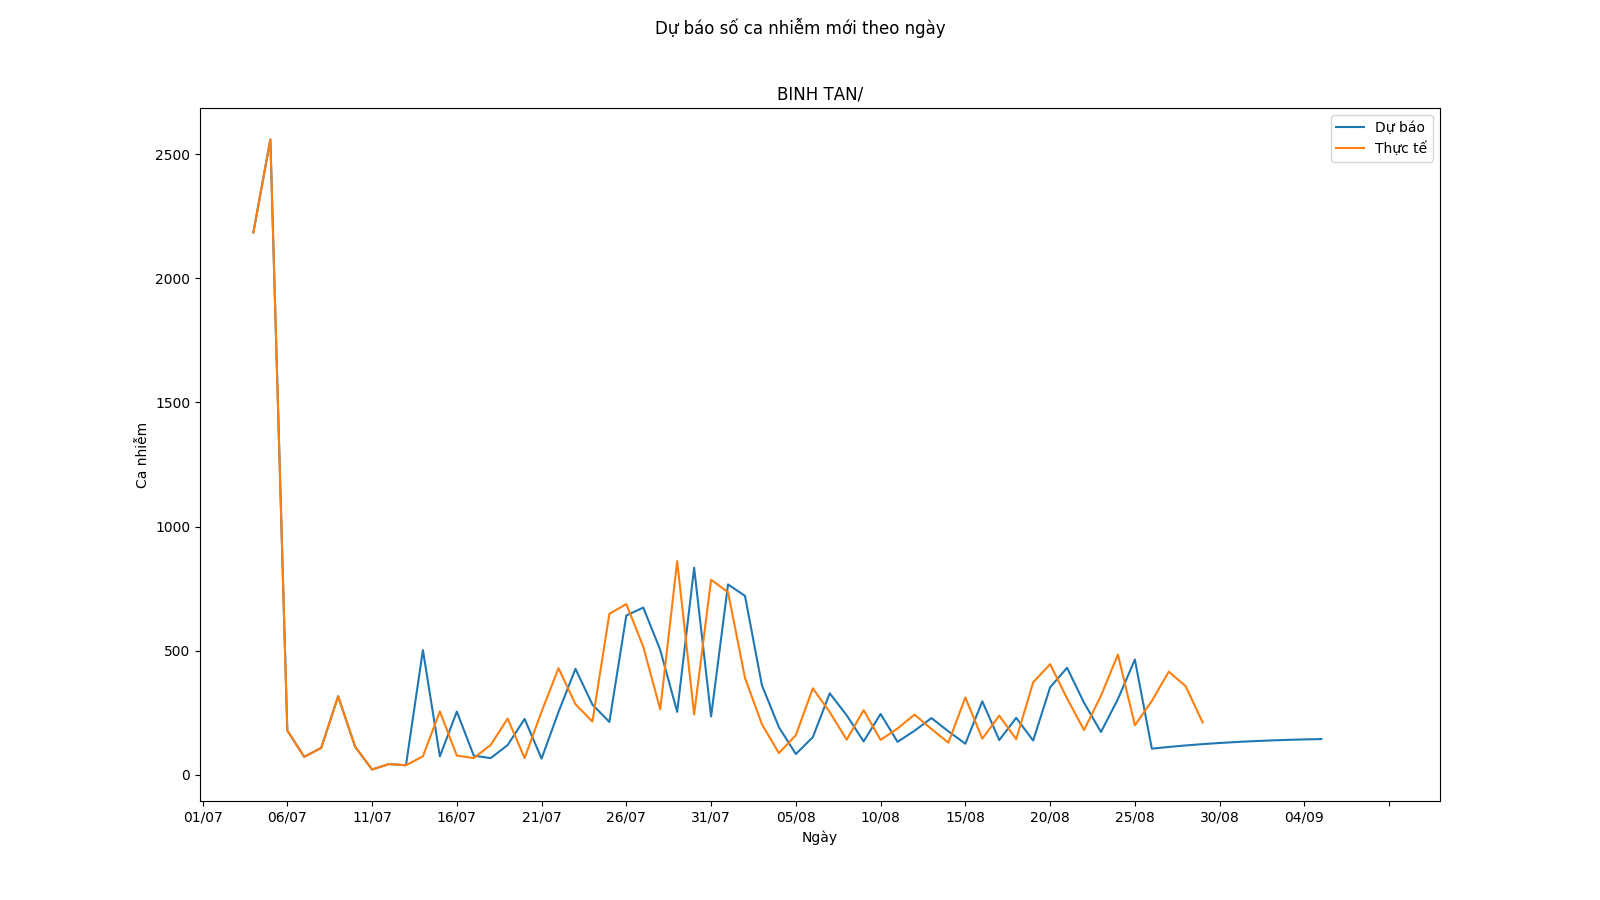 Dự báo số ca nhiễm mới theo ngày
BINH TAN/
Dự báo
Thực tế
2500
2000
1500
1000
500
0
Ca nhiễm
01/07 06/07 11/07 16/07 21/07 26/07 31/07 05/08 10/08 15/08 20/08 25/08 30/08 04/09
Ngày